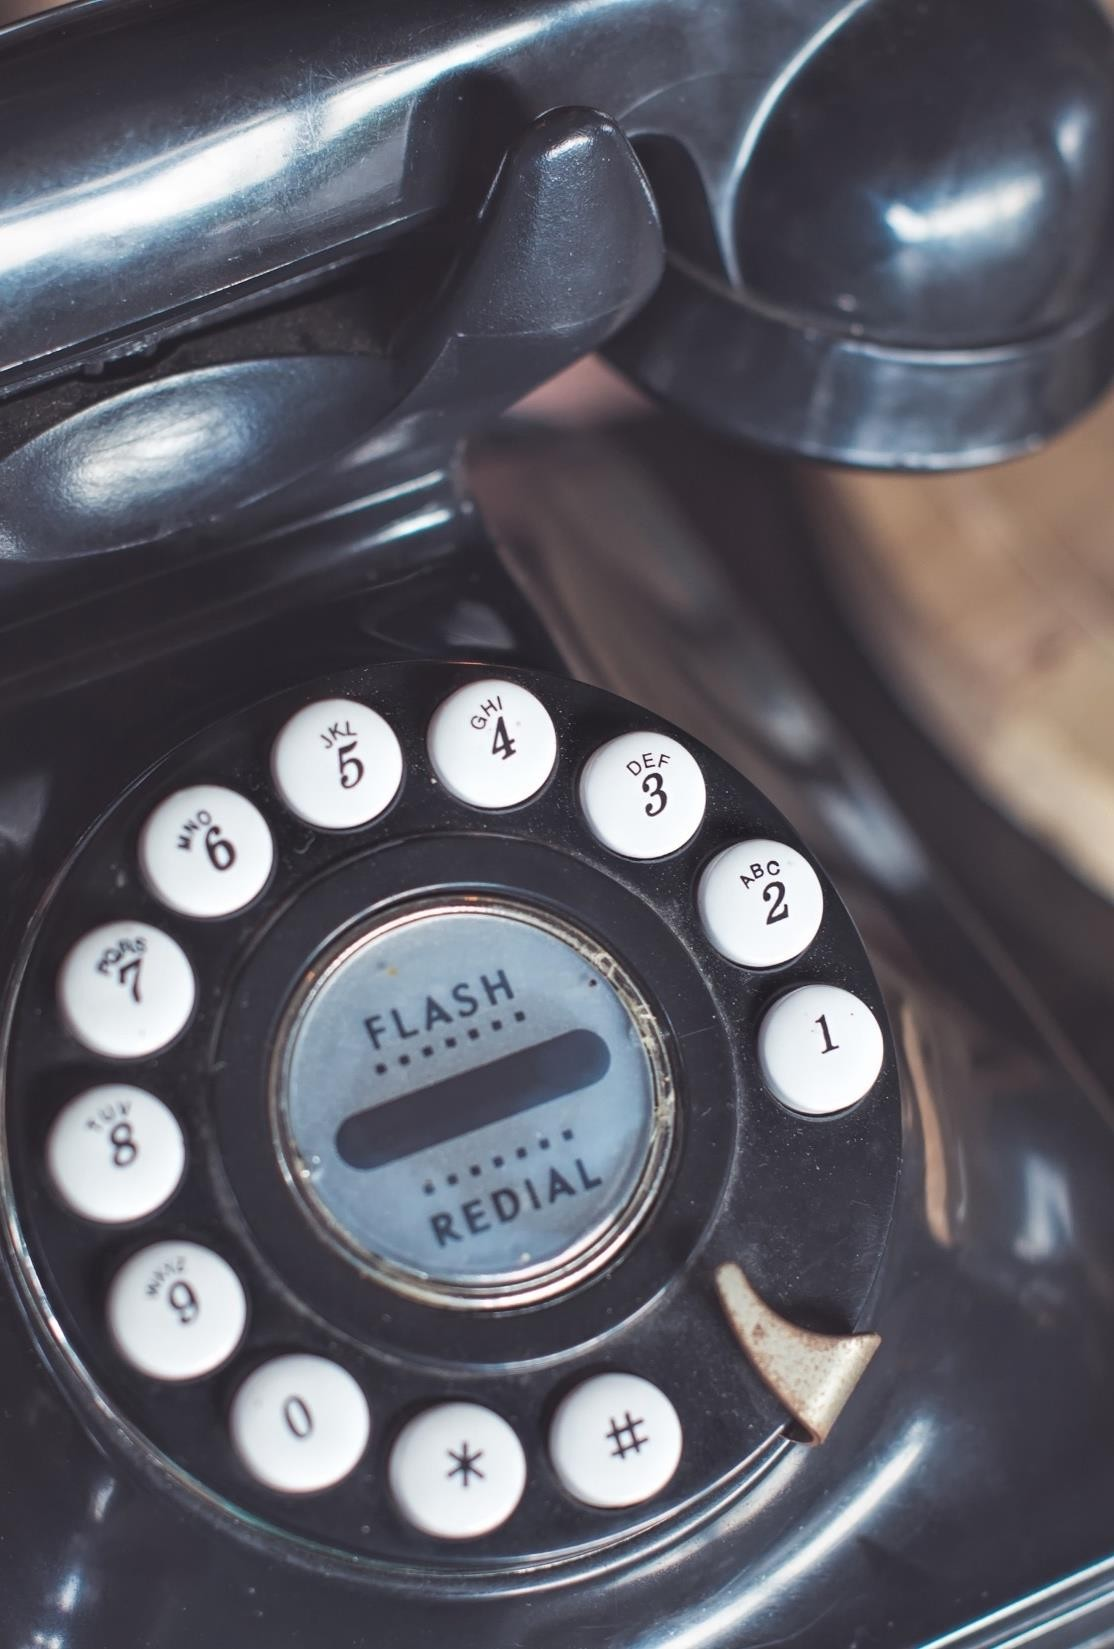 1
ABC
2
DEF
3
GHI
4
JKL
5
MNO
6
PQRS
7
TUV
8
WXYZ
9
0
*
#
FLASH
REDIAL